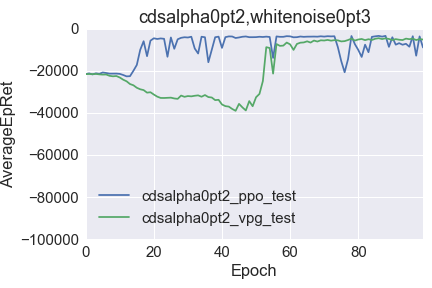 cdsalpha0pt2,whitenoise0pt3
AverageEpRet
0
−20000
−40000
−60000
−80000
−100000
cdsalpha0pt2_ppo_test
cdsalpha0pt2_vpg_test
0 20 40 60 80
Epoch